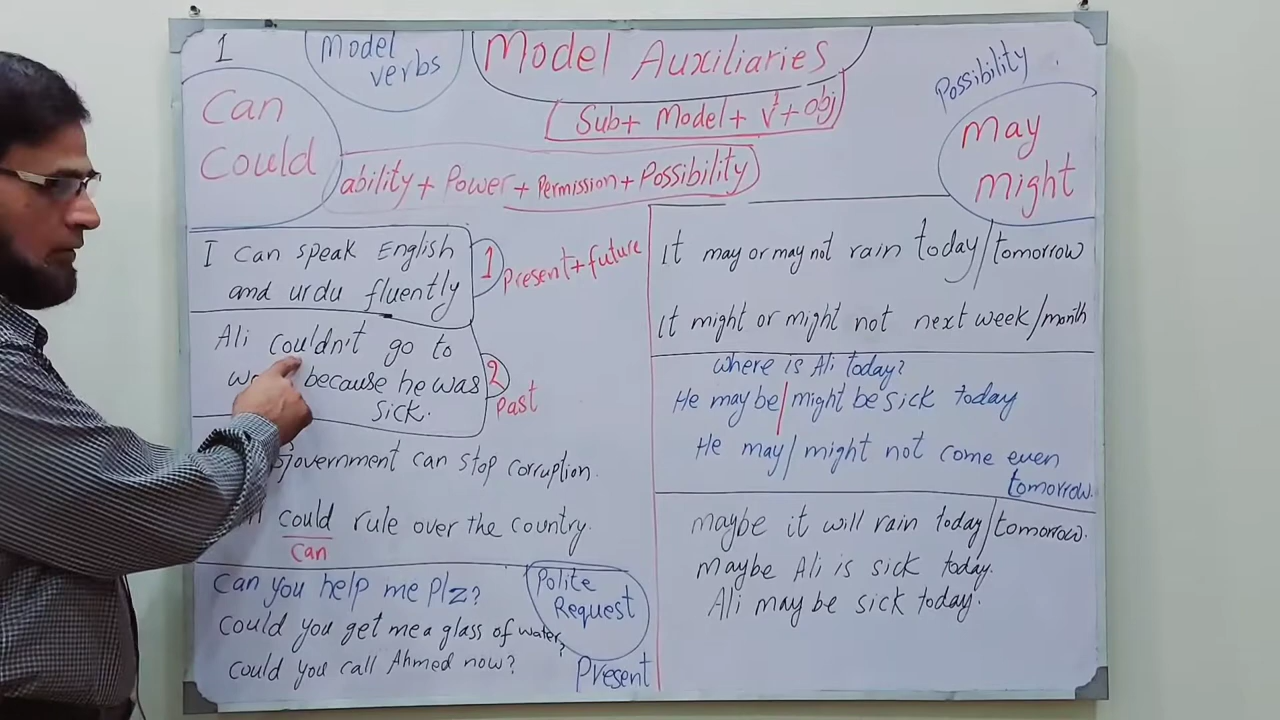 1
Model
verbs
Model Auxiliaries
Sub+ Model+ V¹+obj
Can
Could
ability+Power+Permission+Possibility
Possibility
may
might
I can speak English
and urdu fluently
1
Present+future
Ali couldn't go to
because he was
sick.
2
Past
Government can stop corruption.
could rule over the country.
can
Can you help me Plz?
Could you get me a glass of water?
Could you call Ahmed now?
Polite
Request
Present
It may or may not rain today/tomorrow
It might or might not next week/month
Where is Ali today?
He may be/might be sick today
He may/might not come even
tomorrow.
maybe it will rain today/tomorrow.
Maybe Ali is sick today.
Ali may be sick today.